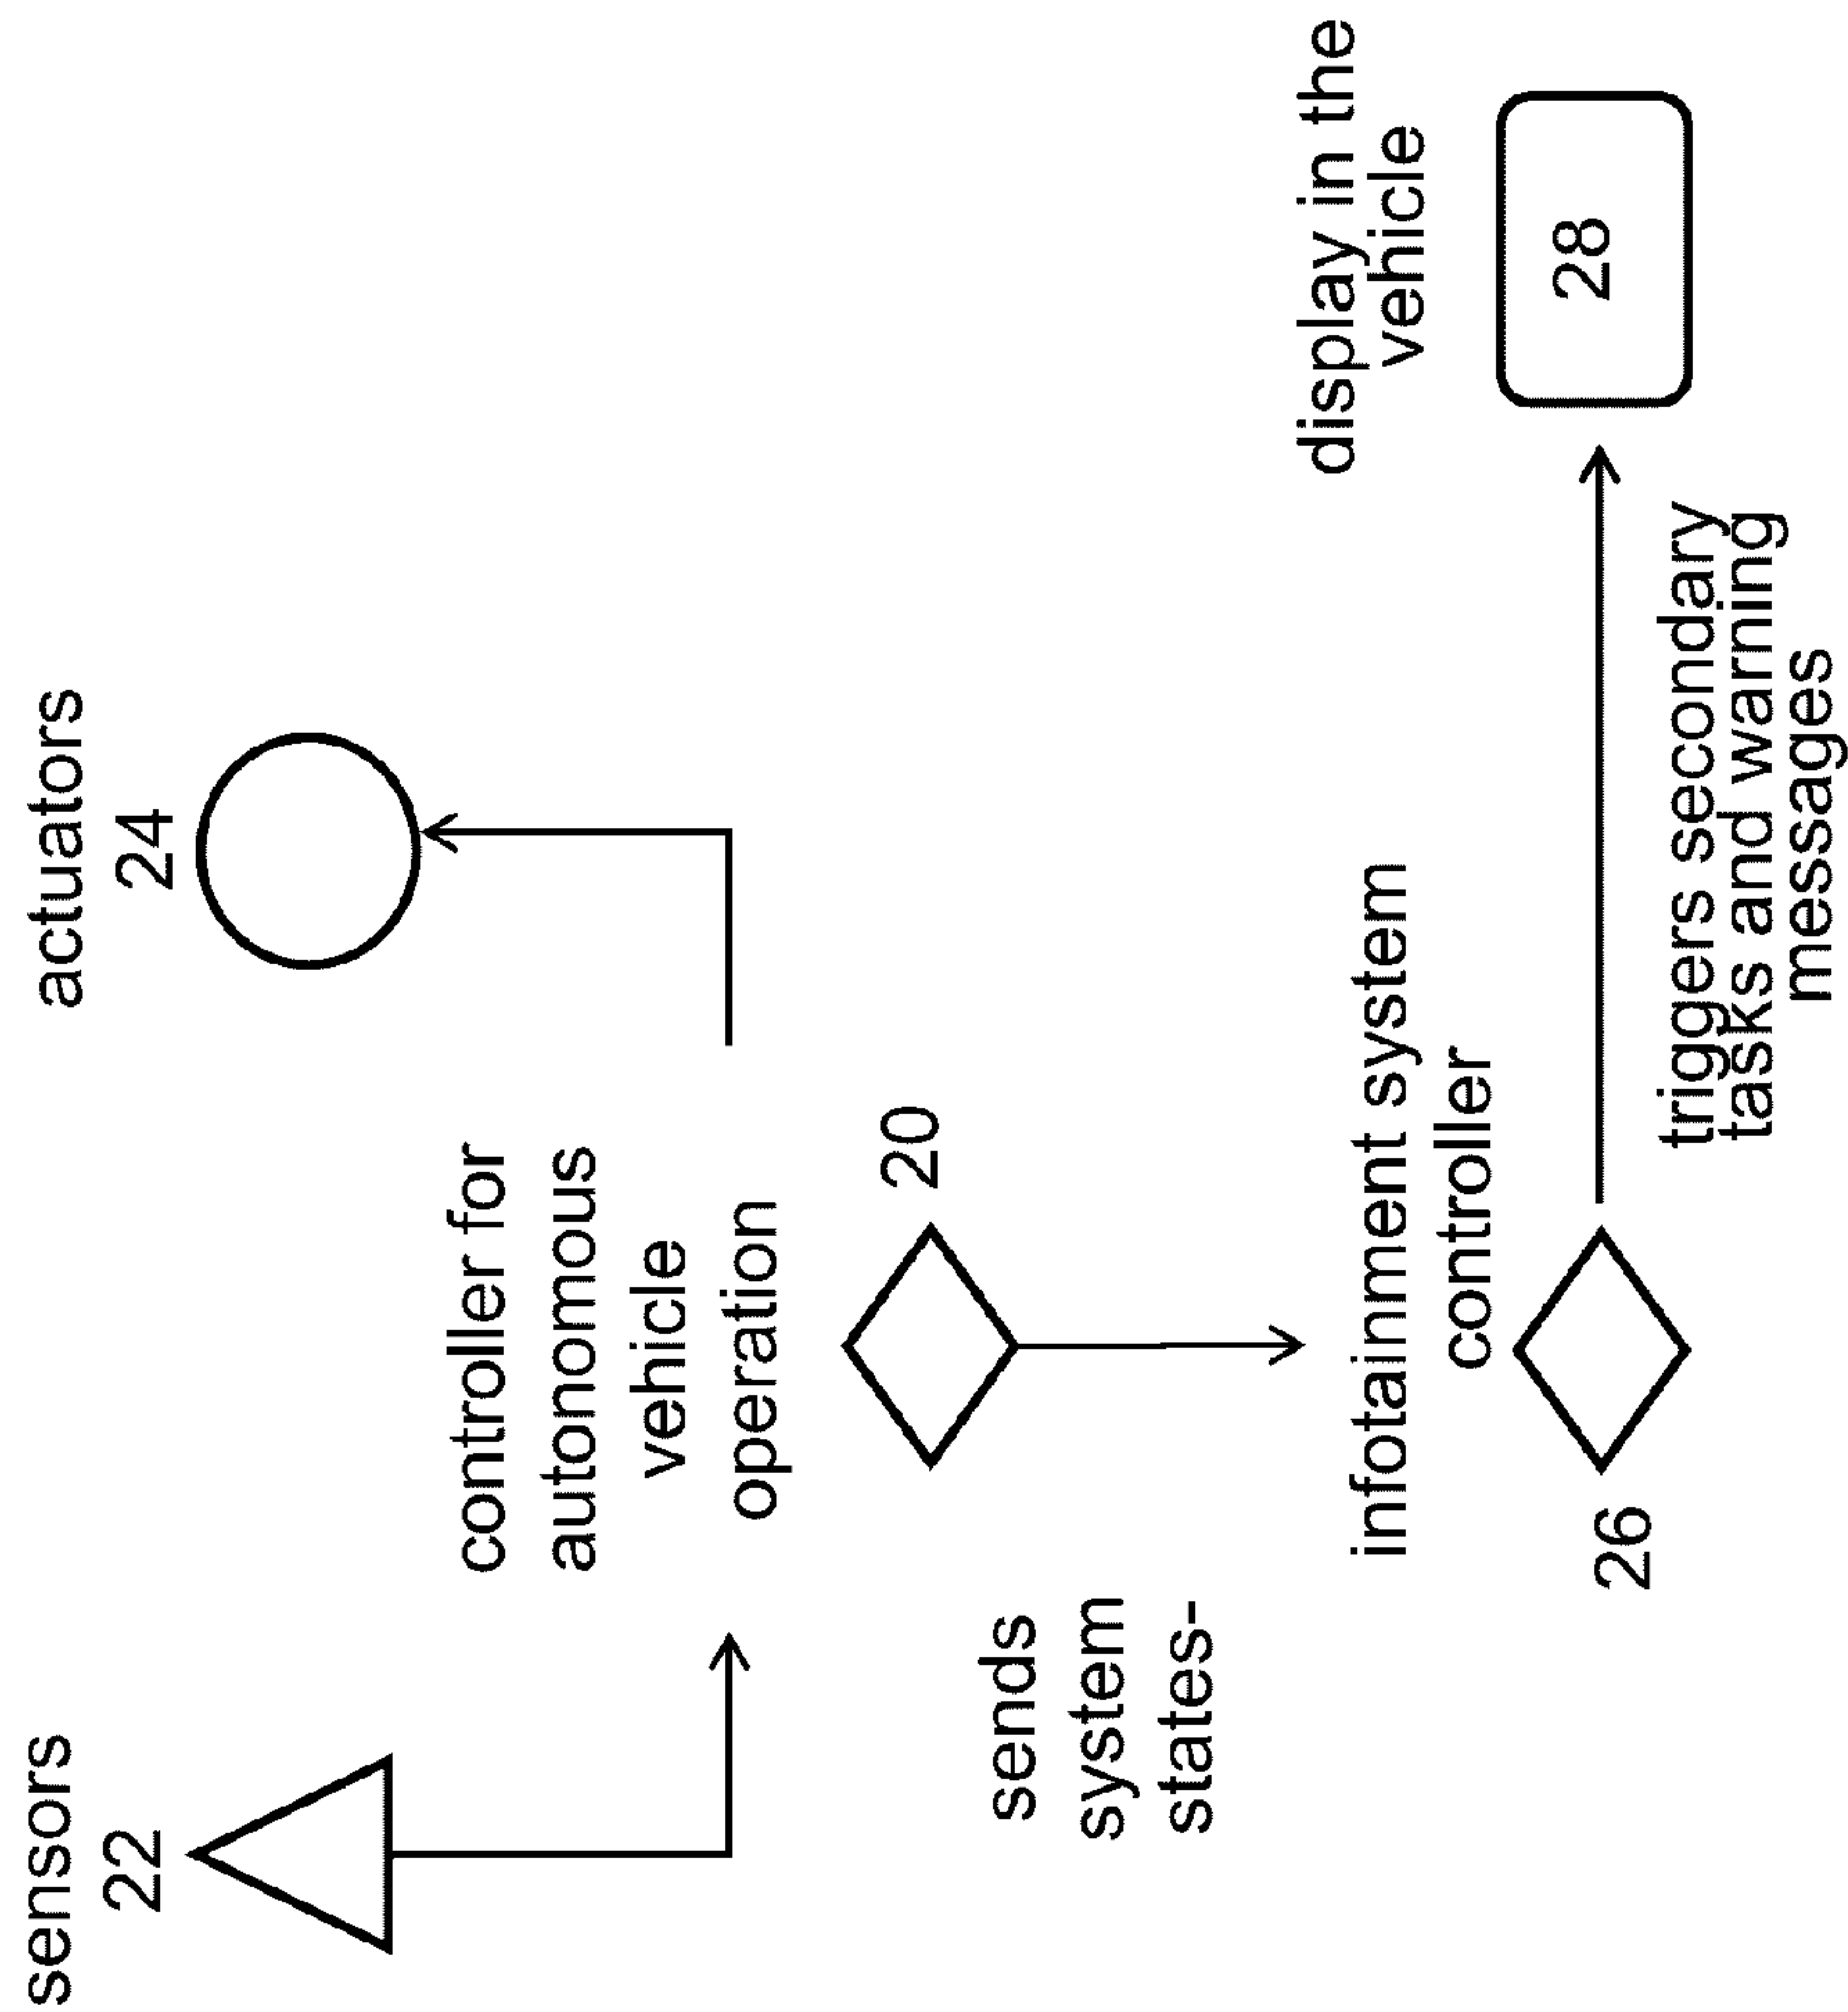 sensors
22
actuators
24
controller for
autonomous
vehicle
operation
20
sends
system
states-
infotainment system
controller
26
display in the
vehicle
28
triggers secondary
tasks and warning
messages